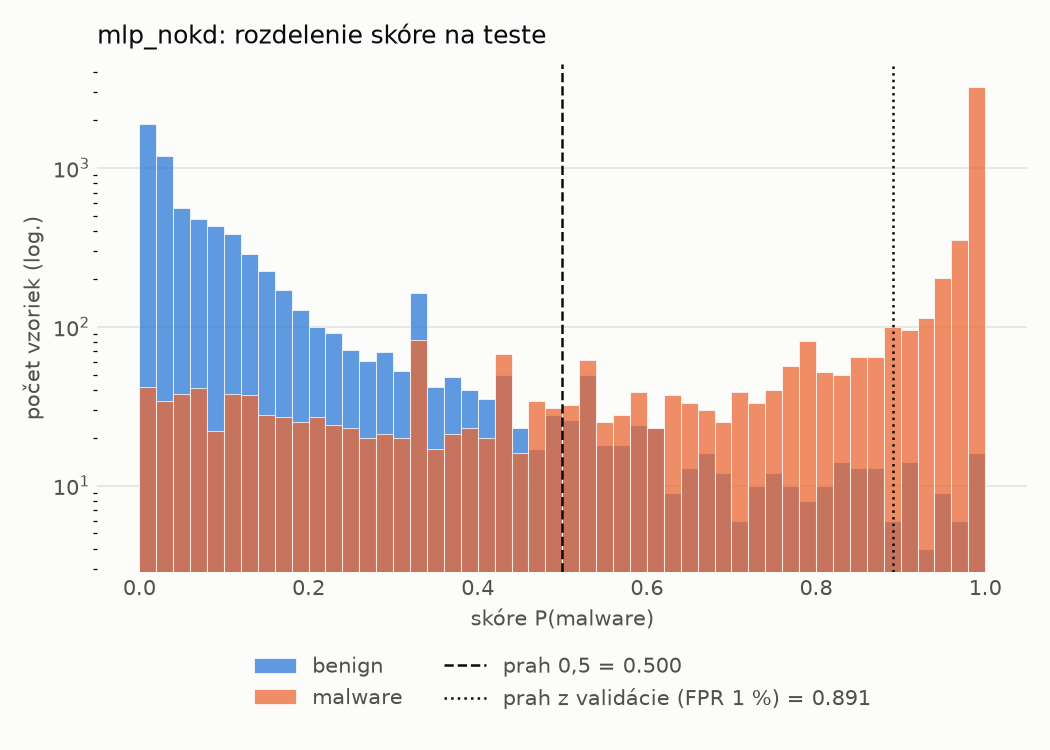 mlp_nokd: rozdelenie skóre na teste
počet vzoriek (log.)
10³
10²
10¹
0.0 0.2 0.4 0.6 0.8 1.0
skóre P(malware)
benign
malware
prah 0,5 = 0.500
prah z validácie (FPR 1 %) = 0.891